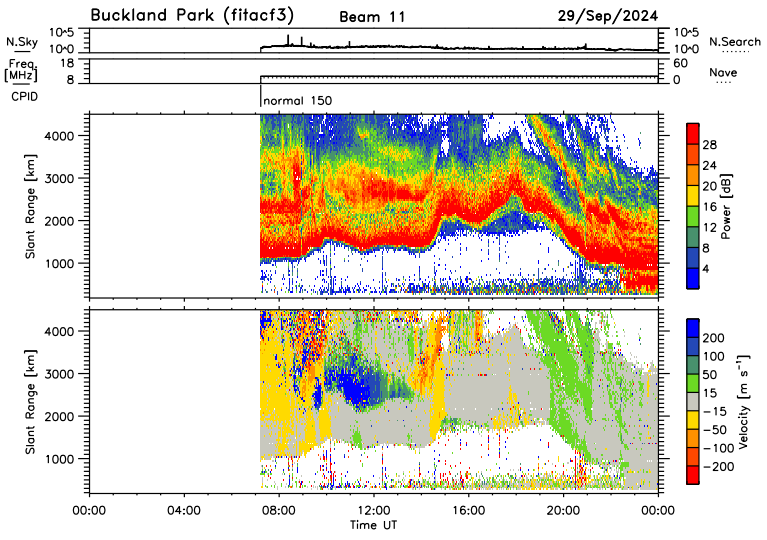 Buckland Park (fitacf3) Beam 11 29/Sep/2024
N.Sky 10^5 10^0 10^5 10^0 N.Search
Freq. [MHz] 18 8 60 0 Nave
CPID normal 150
4000
3000
2000
1000
Slant Range [km]
28
24
20
16
12
8
4
Power [dB]
4000
3000
2000
1000
Slant Range [km]
200
100
50
15
-15
-50
-100
-200
Velocity [m s⁻¹]
00:00 04:00 08:00 12:00 16:00 20:00 00:00
Time UT